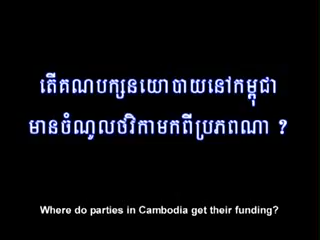 តើគណបក្សនយោបាយនៅកម្ពុជា
មានចំណូលថវិកាមកពីប្រភពណា ?
Where do parties in Cambodia get their funding?